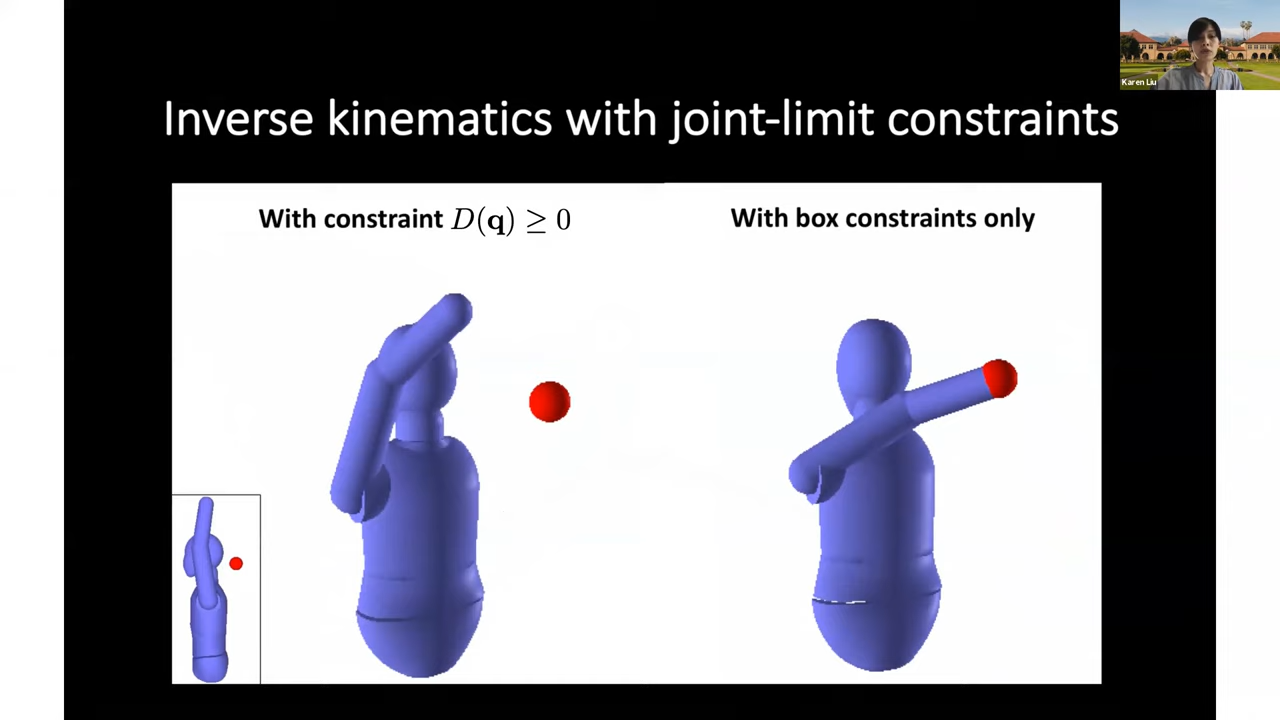 Karen Liu
Inverse kinematics with joint-limit constraints
With constraint D(q) ≥ 0
With box constraints only